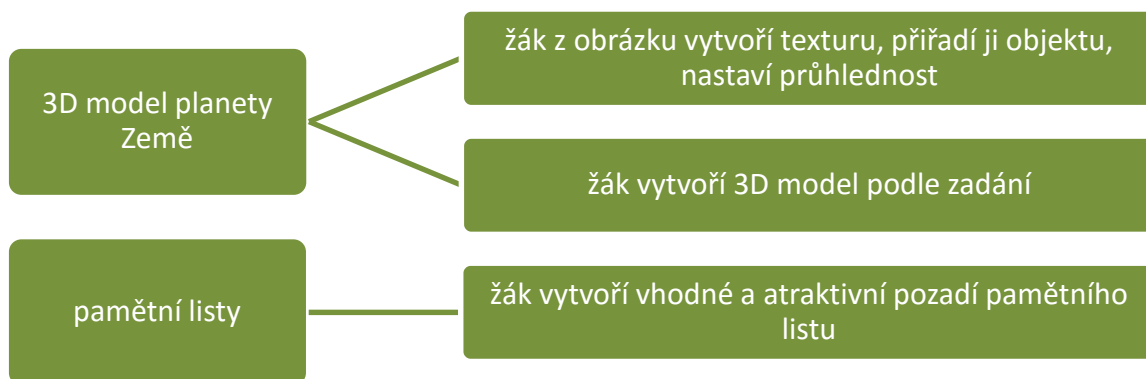 3D model planety
Země
žák z obrázku vytvoří texturu, přiřadí ji objektu,
nastaví průhlednost
žák vytvoří 3D model podle zadání
pamětní listy
žák vytvoří vhodné a atraktivní pozadí pamětního
listu